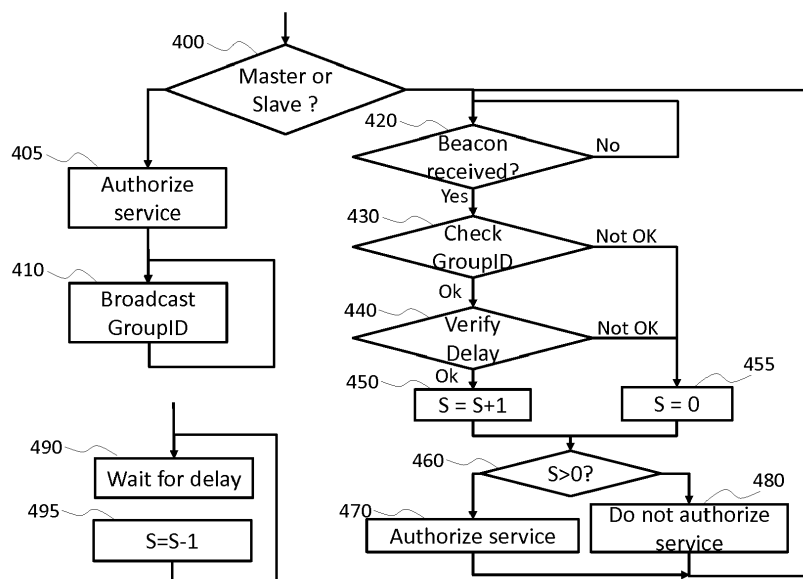 400
Master or
Slave ?
405
Authorize
service
410
Broadcast
GroupID
420
Beacon
received?
No
Yes
430
Check
GroupID
Not OK
Ok
440
Verify
Delay
Not OK
Ok
450
S = S+1
455
S = 0
460
S>0?
470
Authorize service
480
Do not authorize
service
490
Wait for delay
495
S=S-1